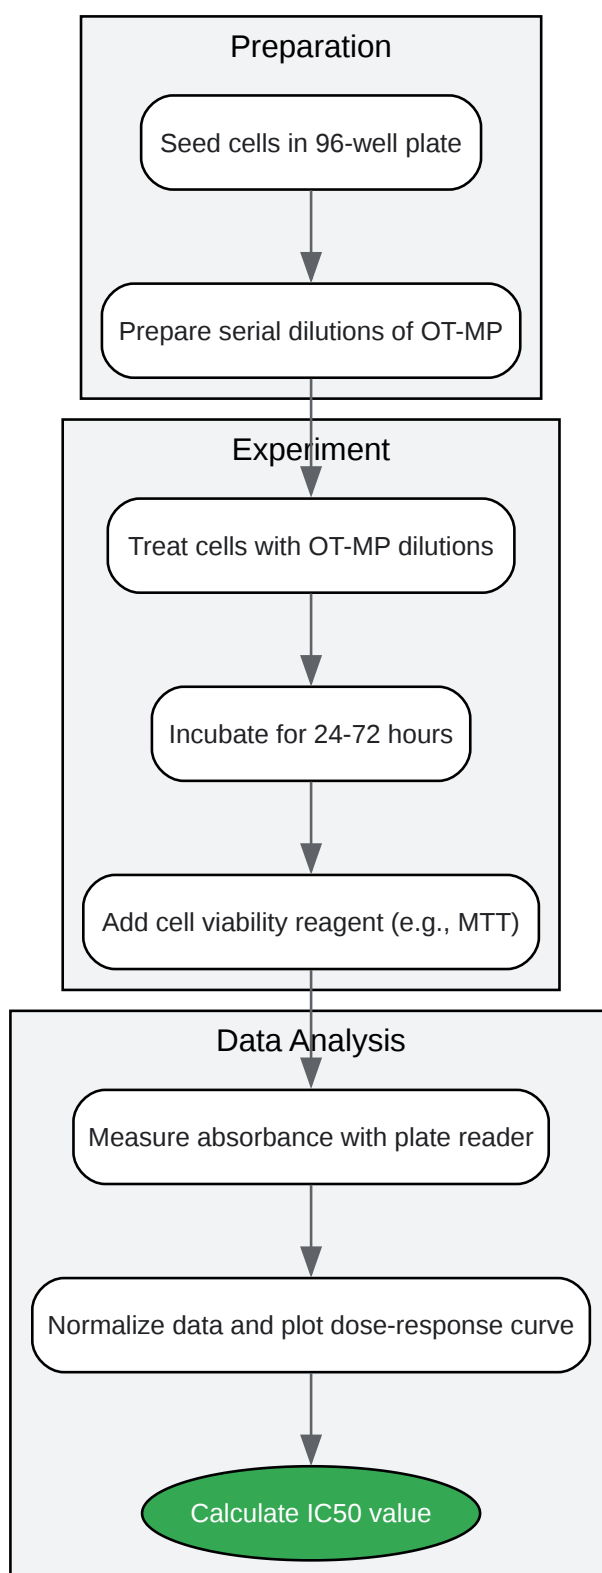 Preparation
Seed cells in 96-well plate
Prepare serial dilutions of OT-MP
Experiment
Treat cells with OT-MP dilutions
Incubate for 24-72 hours
Add cell viability reagent (e.g., MTT)
Data Analysis
Measure absorbance with plate reader
Normalize data and plot dose-response curve
Calculate IC50 value